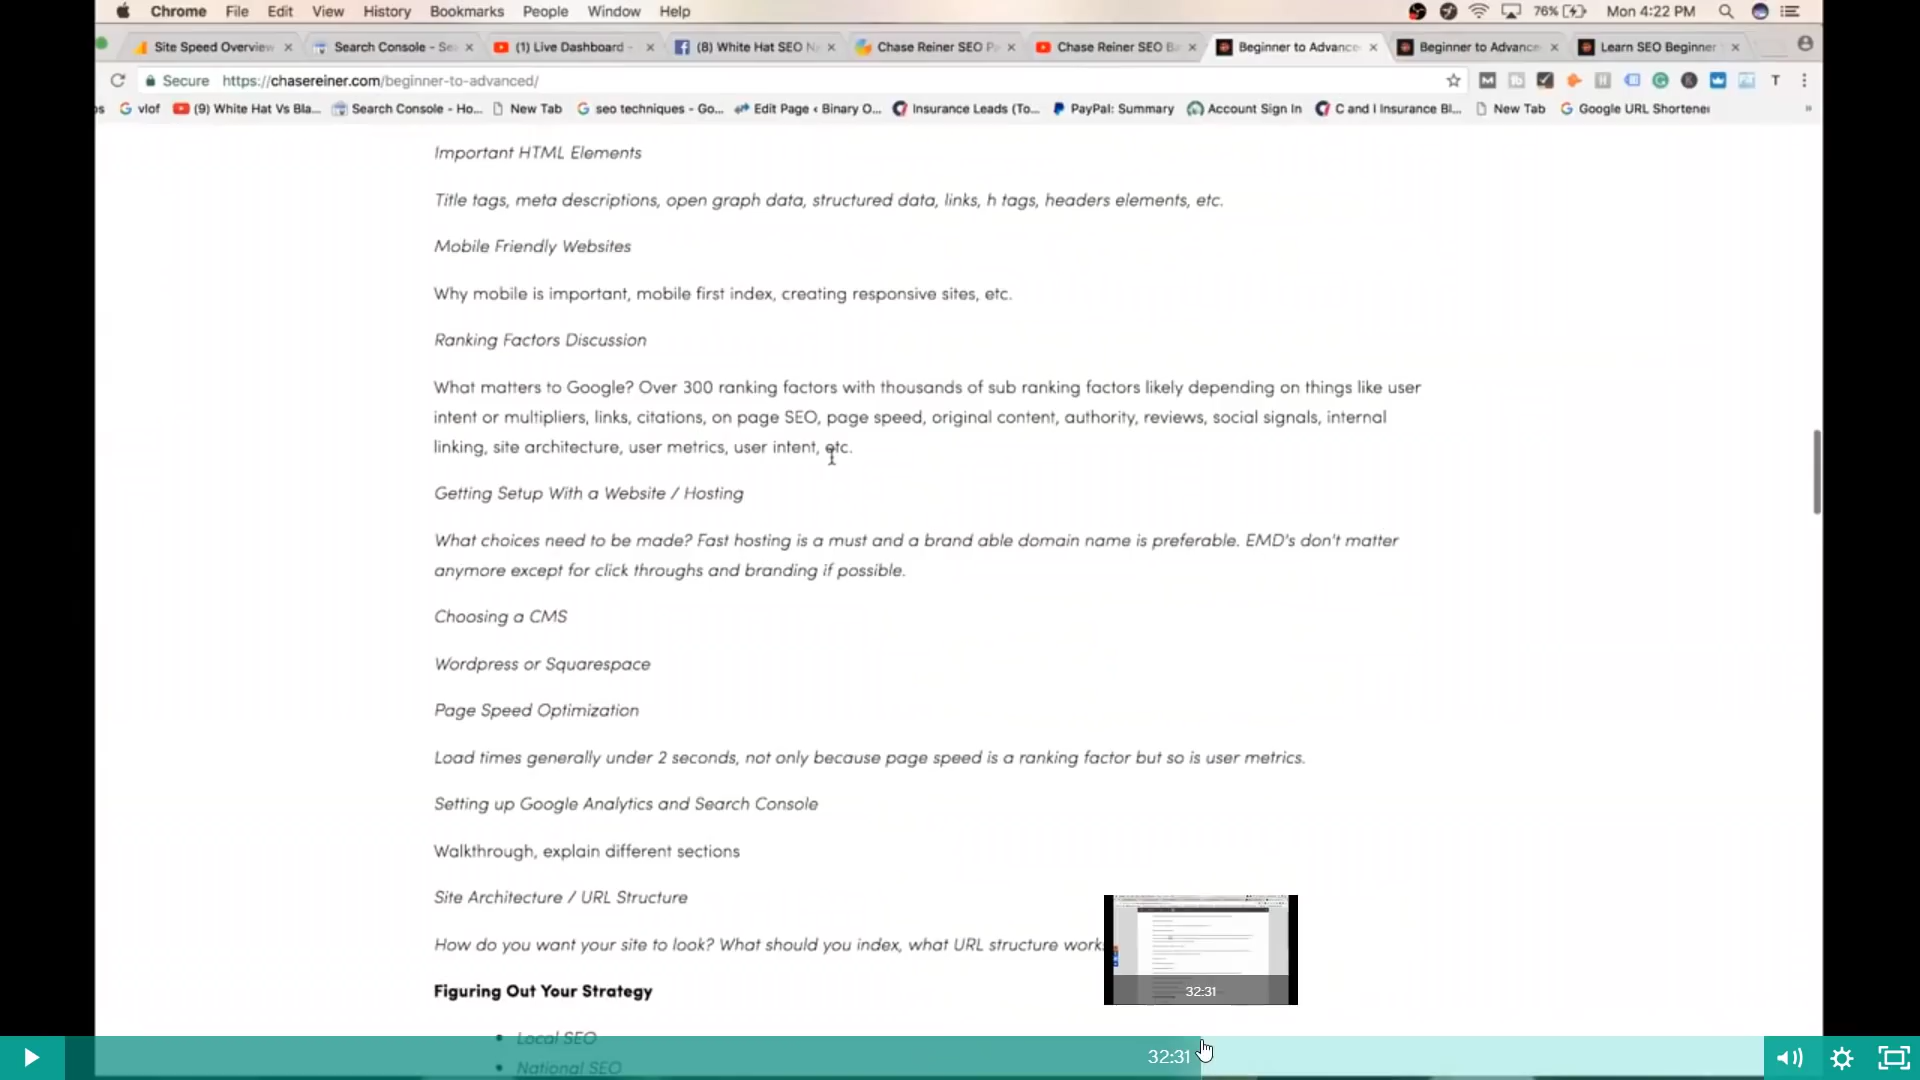 Chrome File Edit View History Bookmarks People Window Help 76% Mon 4:22 PM
Site Speed Overview Search Console - Se (1) Live Dashboard - (8) White Hat SEO N Chase Reiner SEO P Chase Reiner SEO B Beginner to Advance Beginner to Advance Learn SEO Beginner
Secure https://chasereiner.com/beginner-to-advanced/
vlof (9) White Hat Vs Bla... Search Console - Ho... New Tab seo techniques - Go... Edit Page ‹ Binary O... Insurance Leads (To... PayPal: Summary Account Sign In C and I Insurance Bl... New Tab Google URL Shortener
Important HTML Elements
Title tags, meta descriptions, open graph data, structured data, links, h tags, headers elements, etc.
Mobile Friendly Websites
Why mobile is important, mobile first index, creating responsive sites, etc.
Ranking Factors Discussion
What matters to Google? Over 300 ranking factors with thousands of sub ranking factors likely depending on things like user
intent or multipliers, links, citations, on page SEO, page speed, original content, authority, reviews, social signals, internal
linking, site architecture, user metrics, user intent, etc.
Getting Setup With a Website / Hosting
What choices need to be made? Fast hosting is a must and a brand able domain name is preferable. EMD's don't matter
anymore except for click throughs and branding if possible.
Choosing a CMS
Wordpress or Squarespace
Page Speed Optimization
Load times generally under 2 seconds, not only because page speed is a ranking factor but so is user metrics.
Setting up Google Analytics and Search Console
Walkthrough, explain different sections
Site Architecture / URL Structure
How do you want your site to look? What should you index, what URL structure work
32:31
Figuring Out Your Strategy
• Local SEO
32:31
• National SEO